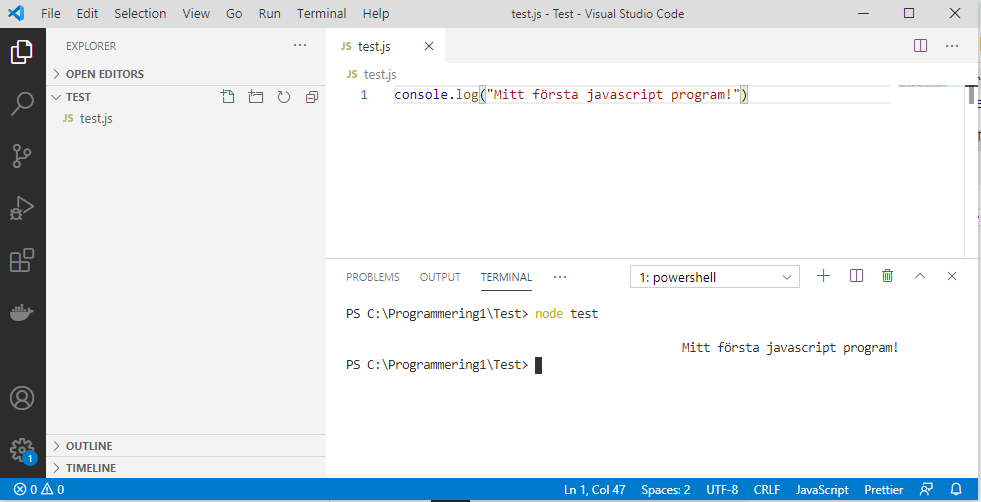 File Edit Selection View Go Run Terminal Help test.js - Test - Visual Studio Code
EXPLORER
OPEN EDITORS
TEST
JS test.js
OUTLINE
TIMELINE
JS test.js
JS test.js
1 console.log("Mitt första javascript program!")
PROBLEMS OUTPUT TERMINAL 1: powershell
PS C:\Programmering1\Test> node test
Mitt första javascript program!
PS C:\Programmering1\Test>
1
0 0 Ln 1, Col 47 Spaces: 2 UTF-8 CRLF JavaScript Prettier